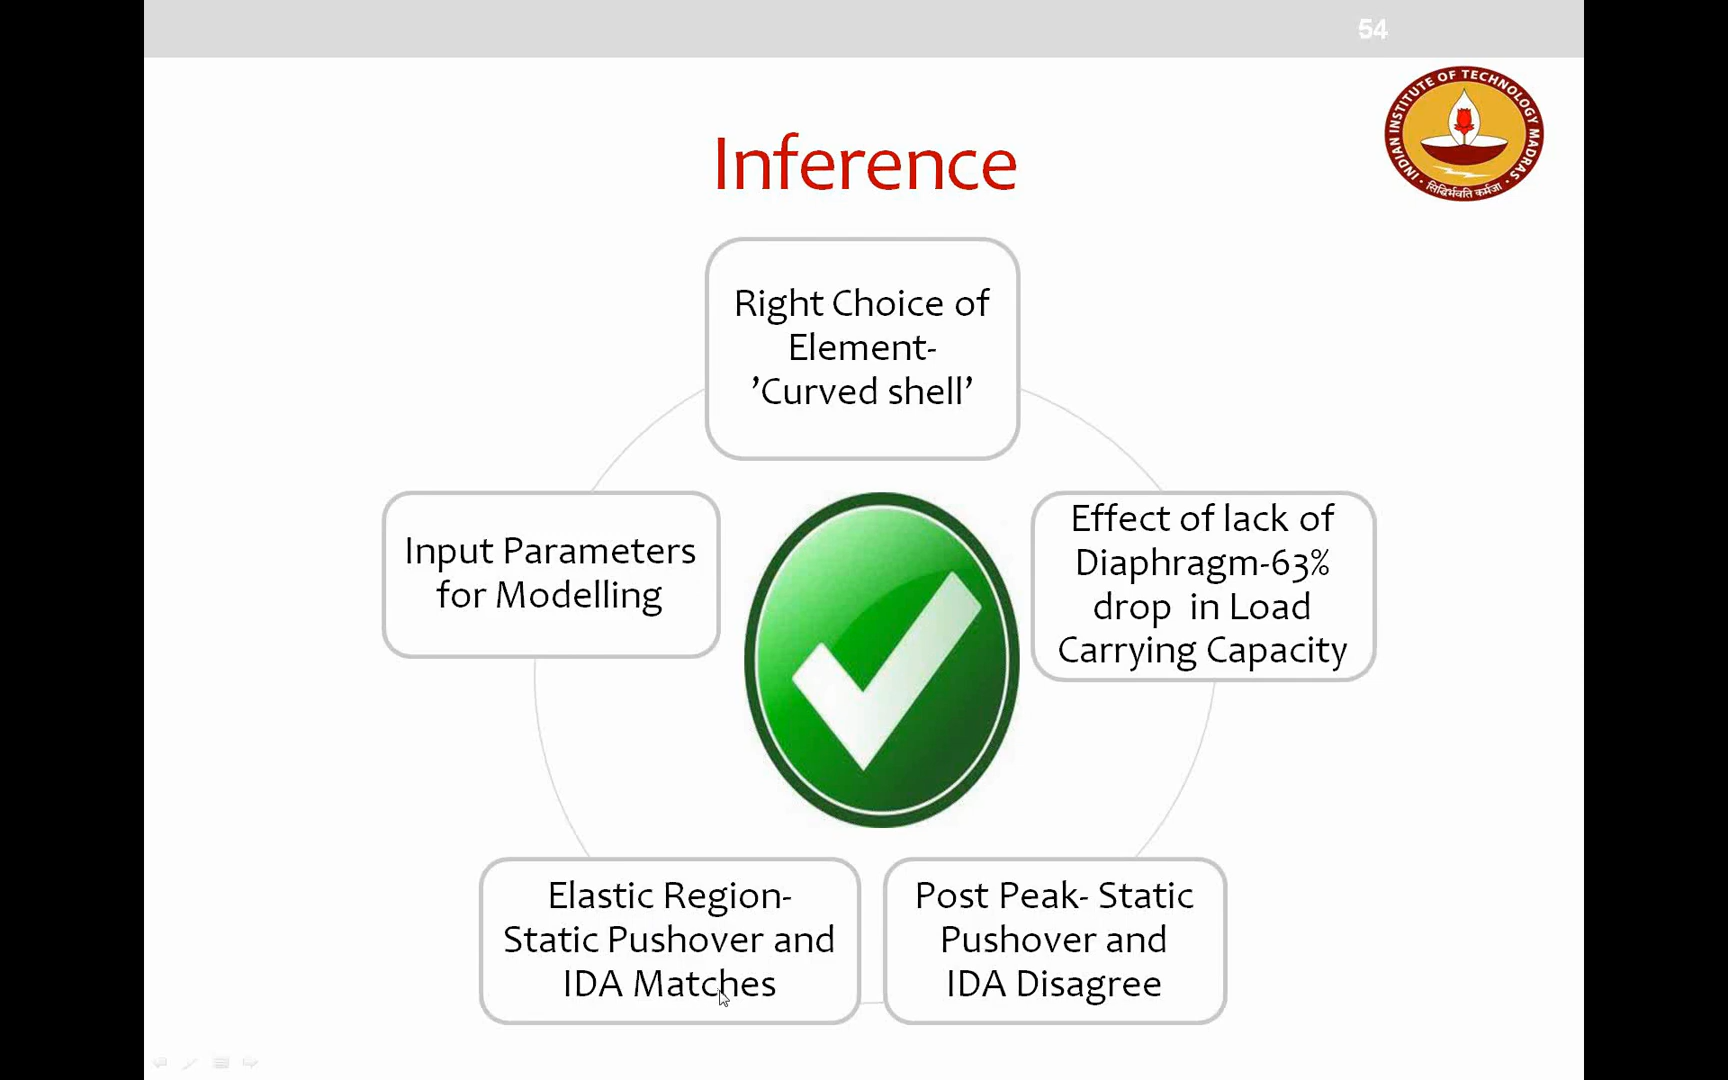 54
INDIAN INSTITUTE OF TECHNOLOGY MADRAS
सिद्धिर्भवति कर्मजा
Inference
Right Choice of
Element-
’Curved shell’
Input Parameters
for Modelling
Effect of lack of
Diaphragm-63%
drop in Load
Carrying Capacity
Elastic Region-
Static Pushover and
IDA Matches
Post Peak- Static
Pushover and
IDA Disagree